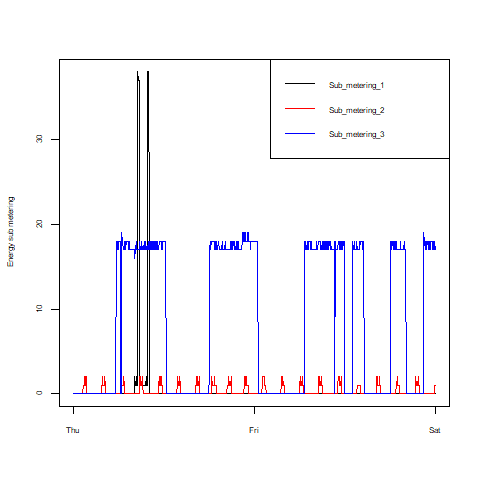 Sub_metering_1
Sub_metering_2
Sub_metering_3
Energy sub metering
30
20
10
0
Thu
Fri
Sat